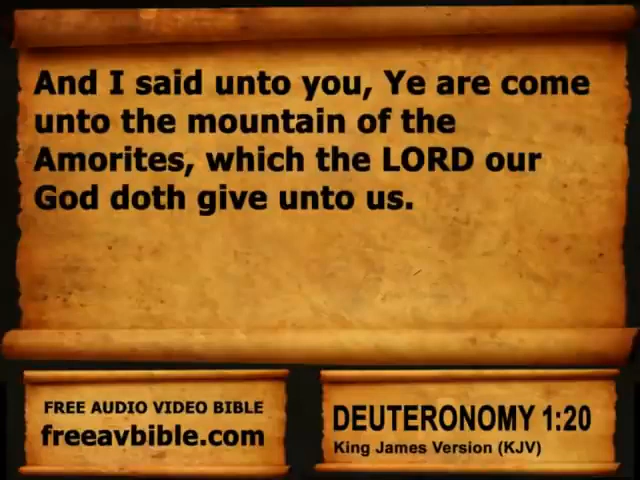 And I said unto you, Ye are come
unto the mountain of the
Amorites, which the LORD our
God doth give unto us.
FREE AUDIO VIDEO BIBLE
freeavbible.com
DEUTERONOMY 1:20
King James Version (KJV)